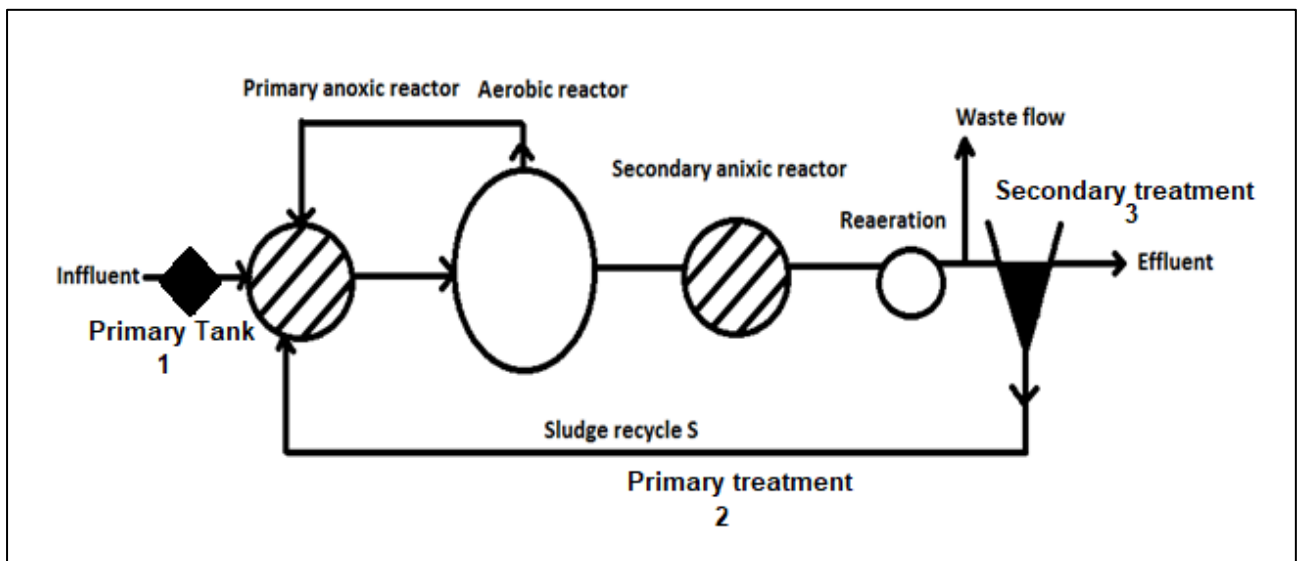 Primary anoxic reactor
Aerobic reactor
Waste flow
Secondary anixic reactor
Secondary treatment
3
Reaeration
Inffluent
Effluent
Primary Tank
1
Sludge recycle S
Primary treatment
2